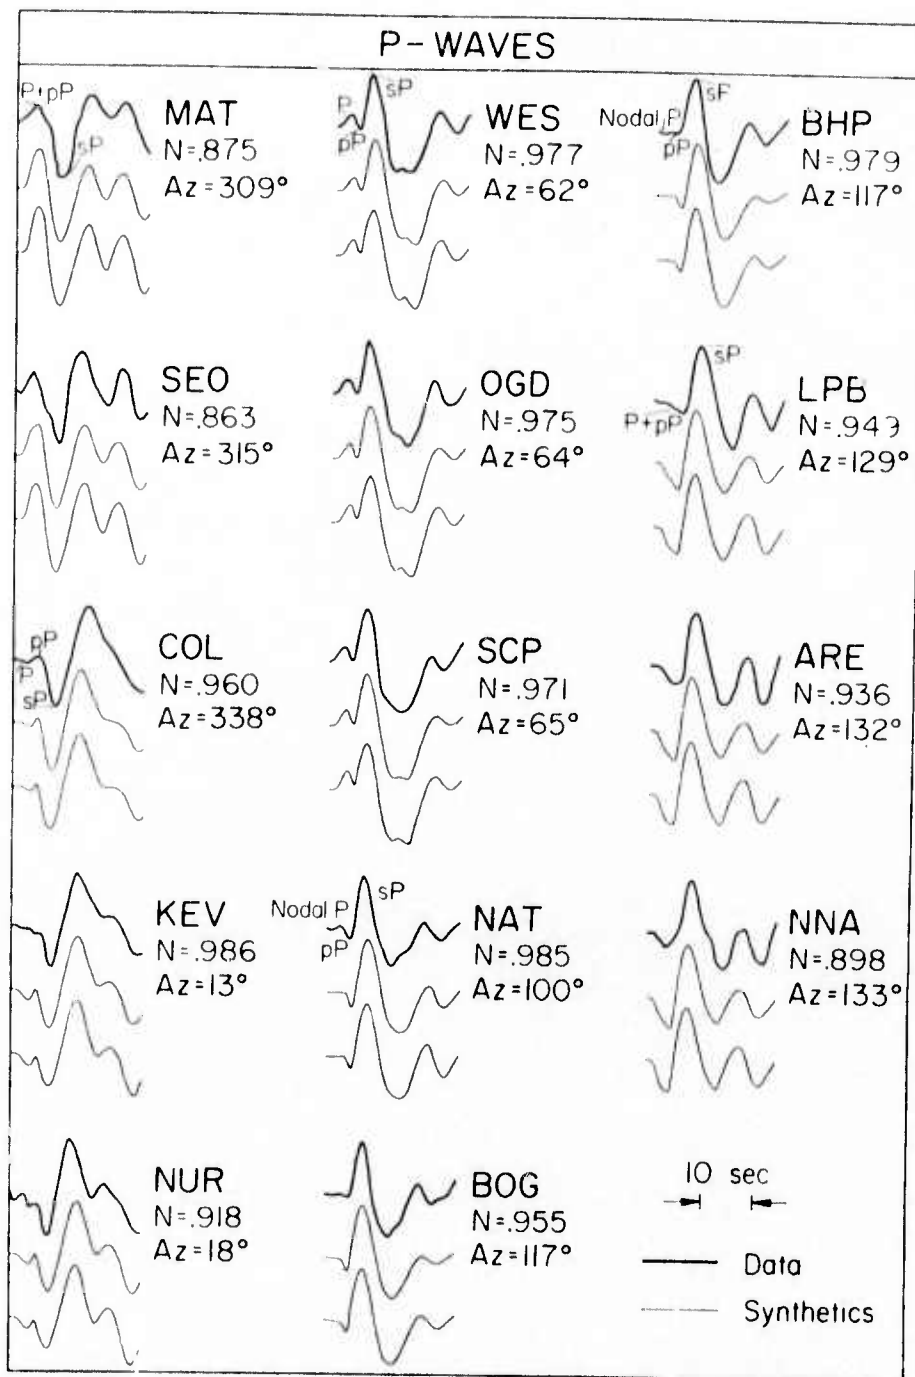 P-WAVES
P+pP
sP
MAT
N=.875
Az=309°
P
sP
pP
WES
N=.977
Az=62°
Nodal P
sP
pP
BHP
N=.979
Az=117°
SEO
N=.863
Az=315°
OGD
N=.975
Az=64°
sP
P+pP
LPB
N=.949
Az=129°
pP
P
sP
COL
N=.960
Az=338°
SCP
N=.971
Az=65°
ARE
N=.936
Az=132°
KEV
N=.986
Az=13°
Nodal P
sP
pP
NAT
N=.985
Az=100°
NNA
N=.898
Az=133°
NUR
N=.918
Az=18°
BOG
N=.955
Az=117°
10 sec
Data
Synthetics